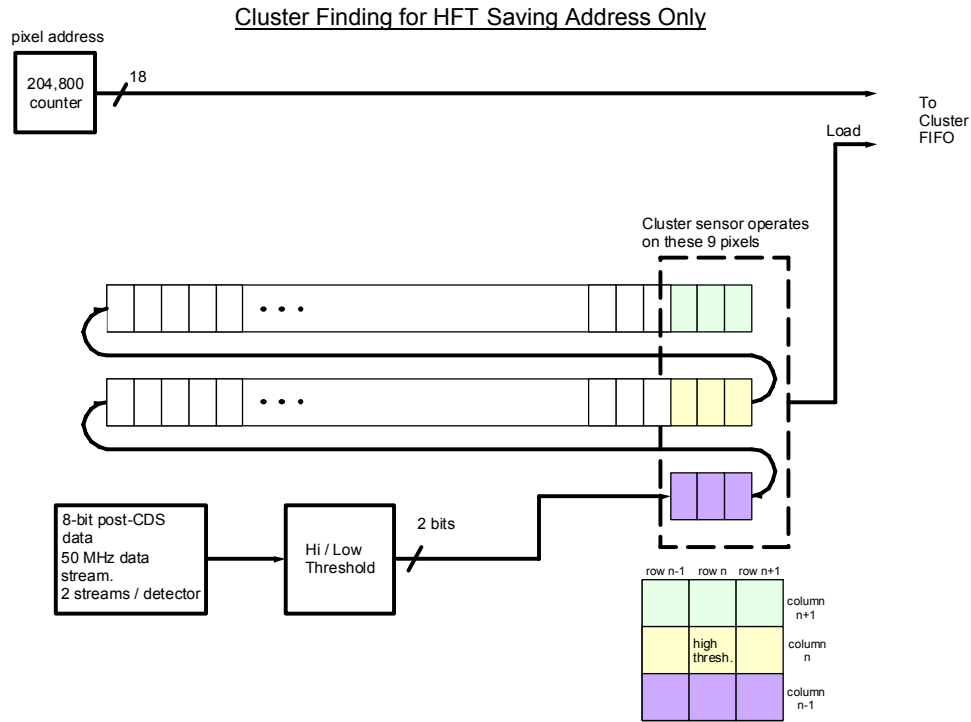 Cluster Finding for HFT Saving Address Only
pixel address
204,800
counter
18
To
Cluster
FIFO
Load
Cluster sensor operates
on these 9 pixels
8-bit post-CDS
data
50 MHz data
stream.
2 streams / detector
Hi / Low
Threshold
2 bits
row n-1 row n row n+1
column
n+1
high
thresh.
column
n
column
n-1